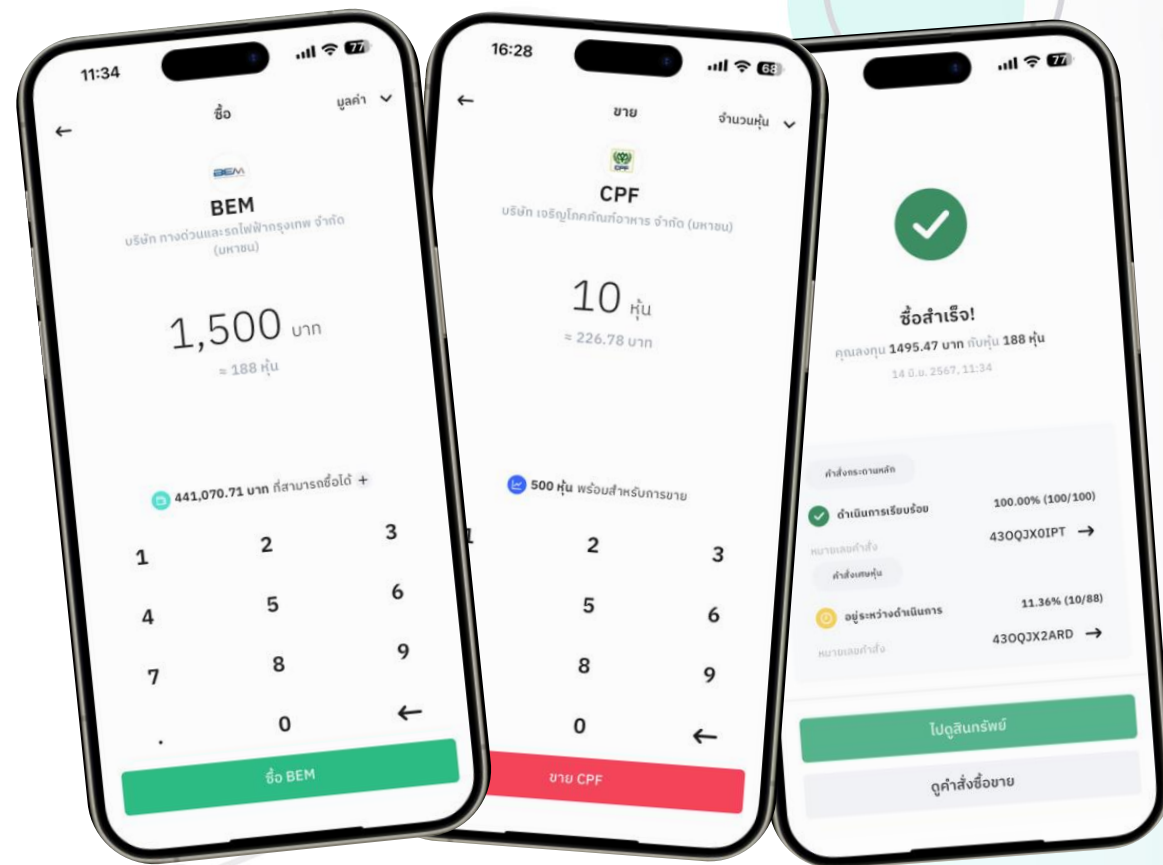 11:34
77
ซื้อ
มูลค่า
BEM
BEM
บริษัท ทางด่วนและรถไฟฟ้ากรุงเทพ จำกัด
(มหาชน)
1,500 บาท
≈ 188 หุ้น
441,070.71 บาท ที่สามารถซื้อได้ +
1 2 3
4 5 6
7 8 9
. 0 ←
ซื้อ BEM
16:28
68
ขาย
จำนวนหุ้น
CPF
CPF
บริษัท เจริญโภคภัณฑ์อาหาร จำกัด (มหาชน)
10 หุ้น
≈ 226.78 บาท
500 หุ้น พร้อมสำหรับการขาย
1 2 3
5 6
8 9
0 ←
ขาย CPF
77
ซื้อสำเร็จ!
คุณลงทุน 1495.47 บาท กับหุ้น 188 หุ้น
14 มิ.ย. 2567, 11:34
คำสั่งกระดานหลัก
ดำเนินการเรียบร้อย 100.00% (100/100)
หมายเลขคำสั่ง 43OQJX0IPT →
คำสั่งเศษหุ้น
อยู่ระหว่างดำเนินการ 11.36% (10/88)
หมายเลขคำสั่ง 43OQJX2ARD →
ไปดูสินทรัพย์
ดูคำสั่งซื้อขาย